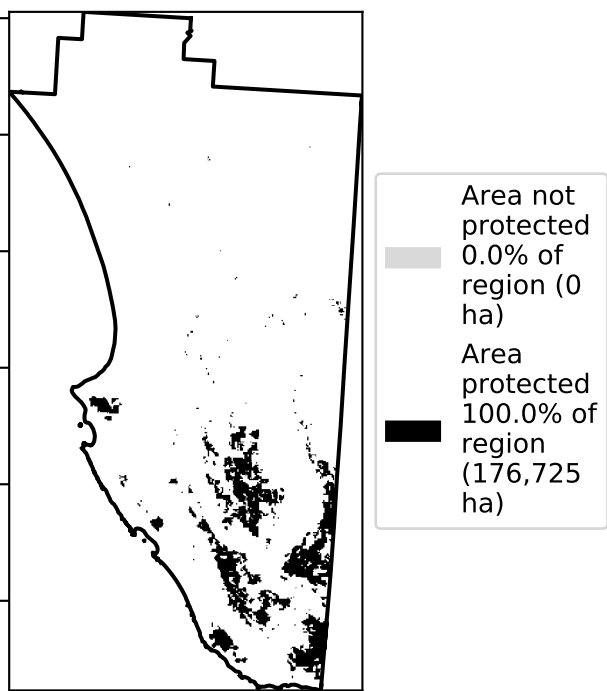 Area not
protected
0.0% of
region (0
ha)
Area
protected
100.0% of
region
(176,725
ha)